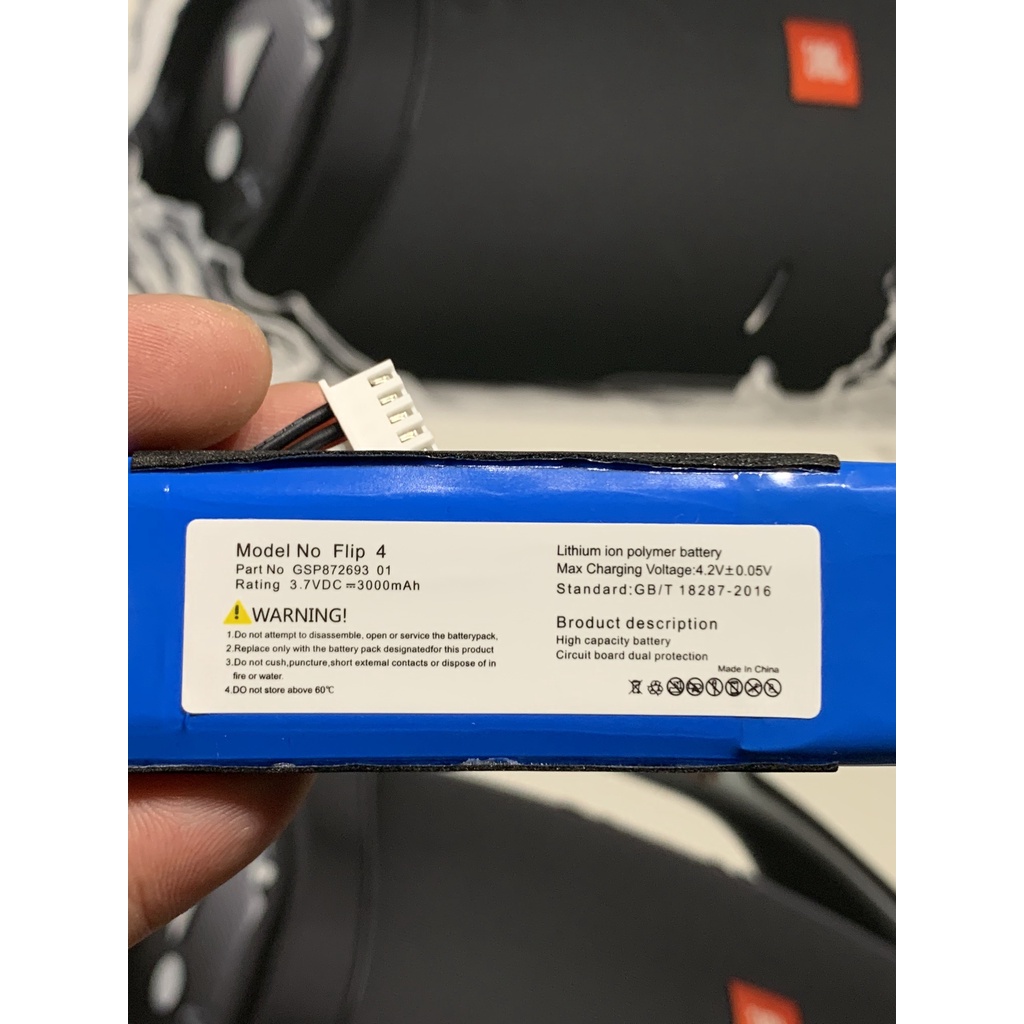 JBL
Model No Flip 4
Part No GSP872693 01
Rating 3.7VDC⎓3000mAh
WARNING!
1.Do not attempt to disassemble, open or service the batterypack,
2.Replace only with the battery pack designatedfor this product
3.Do not cush,puncture,short extemal contacts or dispose of in
fire or water.
4.DO not store above 60℃
Lithium ion polymer battery
Max Charging Voltage:4.2V±0.05V
Standard:GB/T 18287-2016
Broduct description
High capacity battery
Circuit board dual protection
Made In China